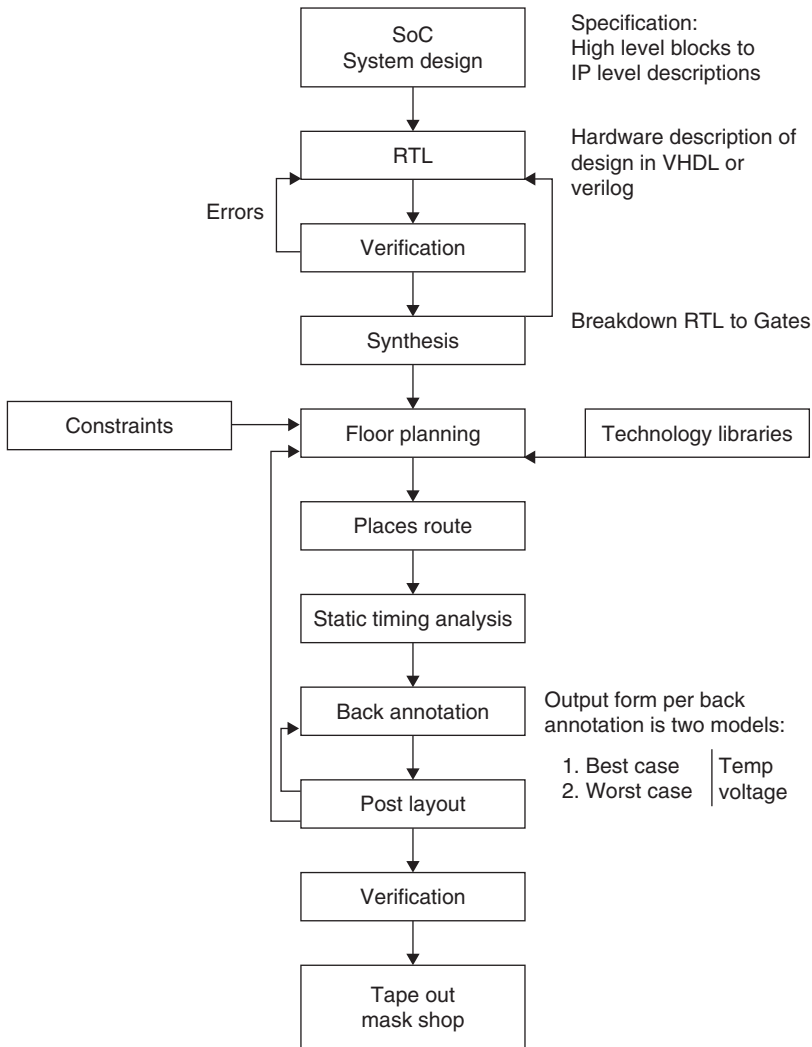 SoC
System design
Specification:
High level blocks to
IP level descriptions
RTL
Hardware description of
design in VHDL or
verilog
Errors
Verification
Synthesis
Breakdown RTL to Gates
Constraints
Floor planning
Technology libraries
Places route
Static timing analysis
Back annotation
Output form per back
annotation is two models:
1. Best case
2. Worst case
Temp
voltage
Post layout
Verification
Tape out
mask shop